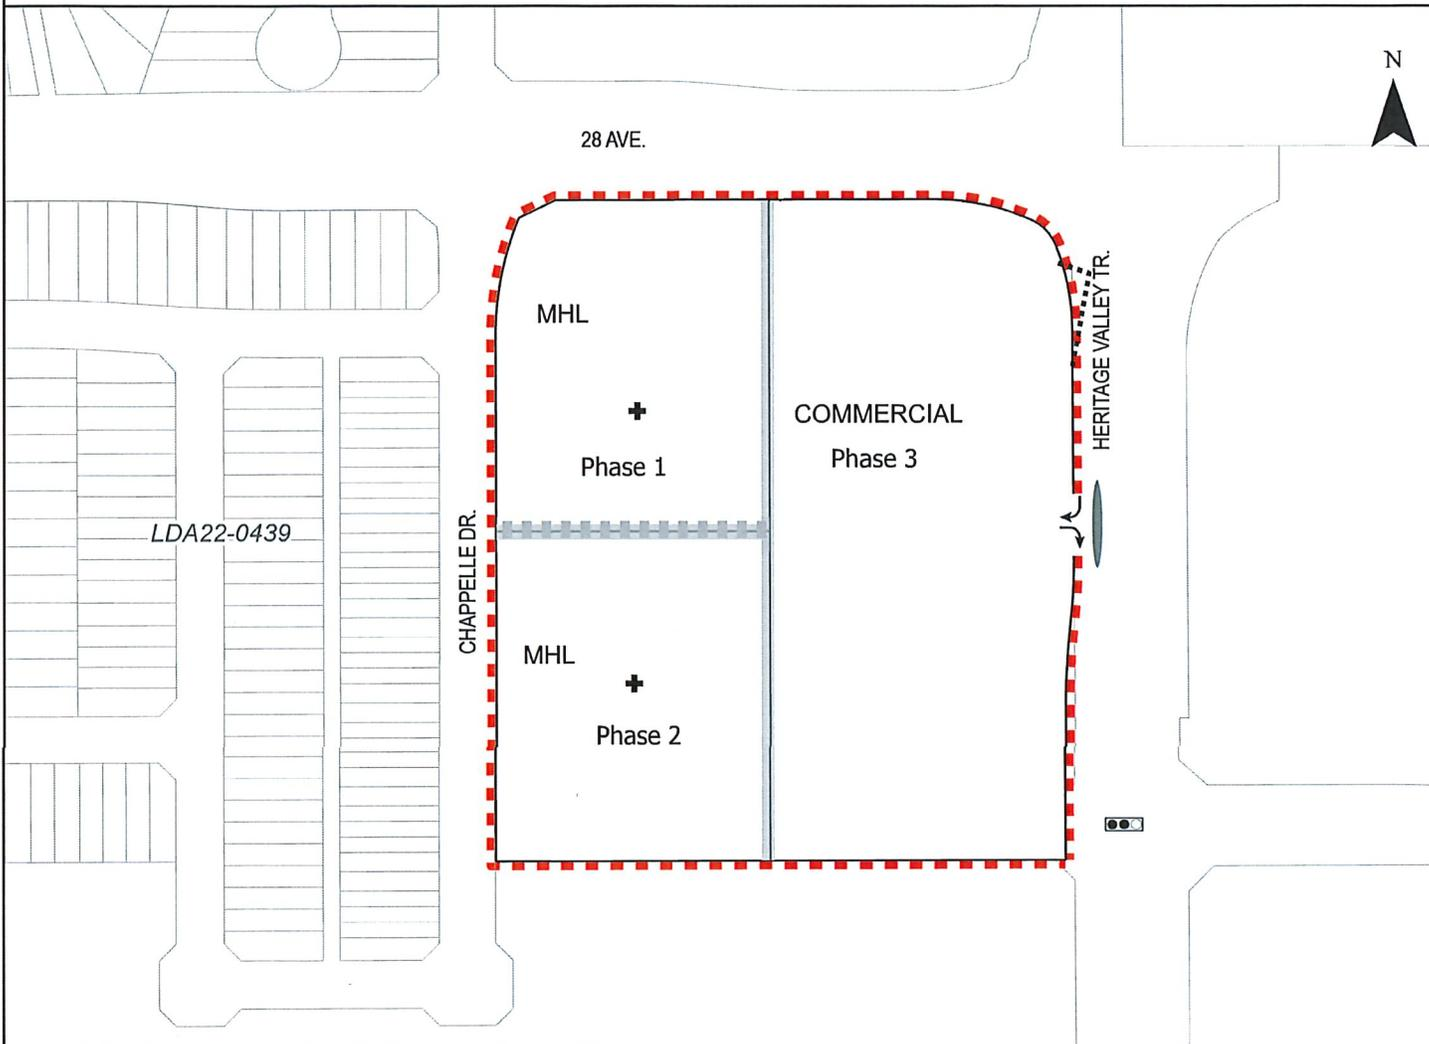 N
28 AVE.
MHL
HERITAGE VALLEY TR.
COMMERCIAL
Phase 1
Phase 3
LDA22-0439
CHAPPELLE DR.
MHL
Phase 2